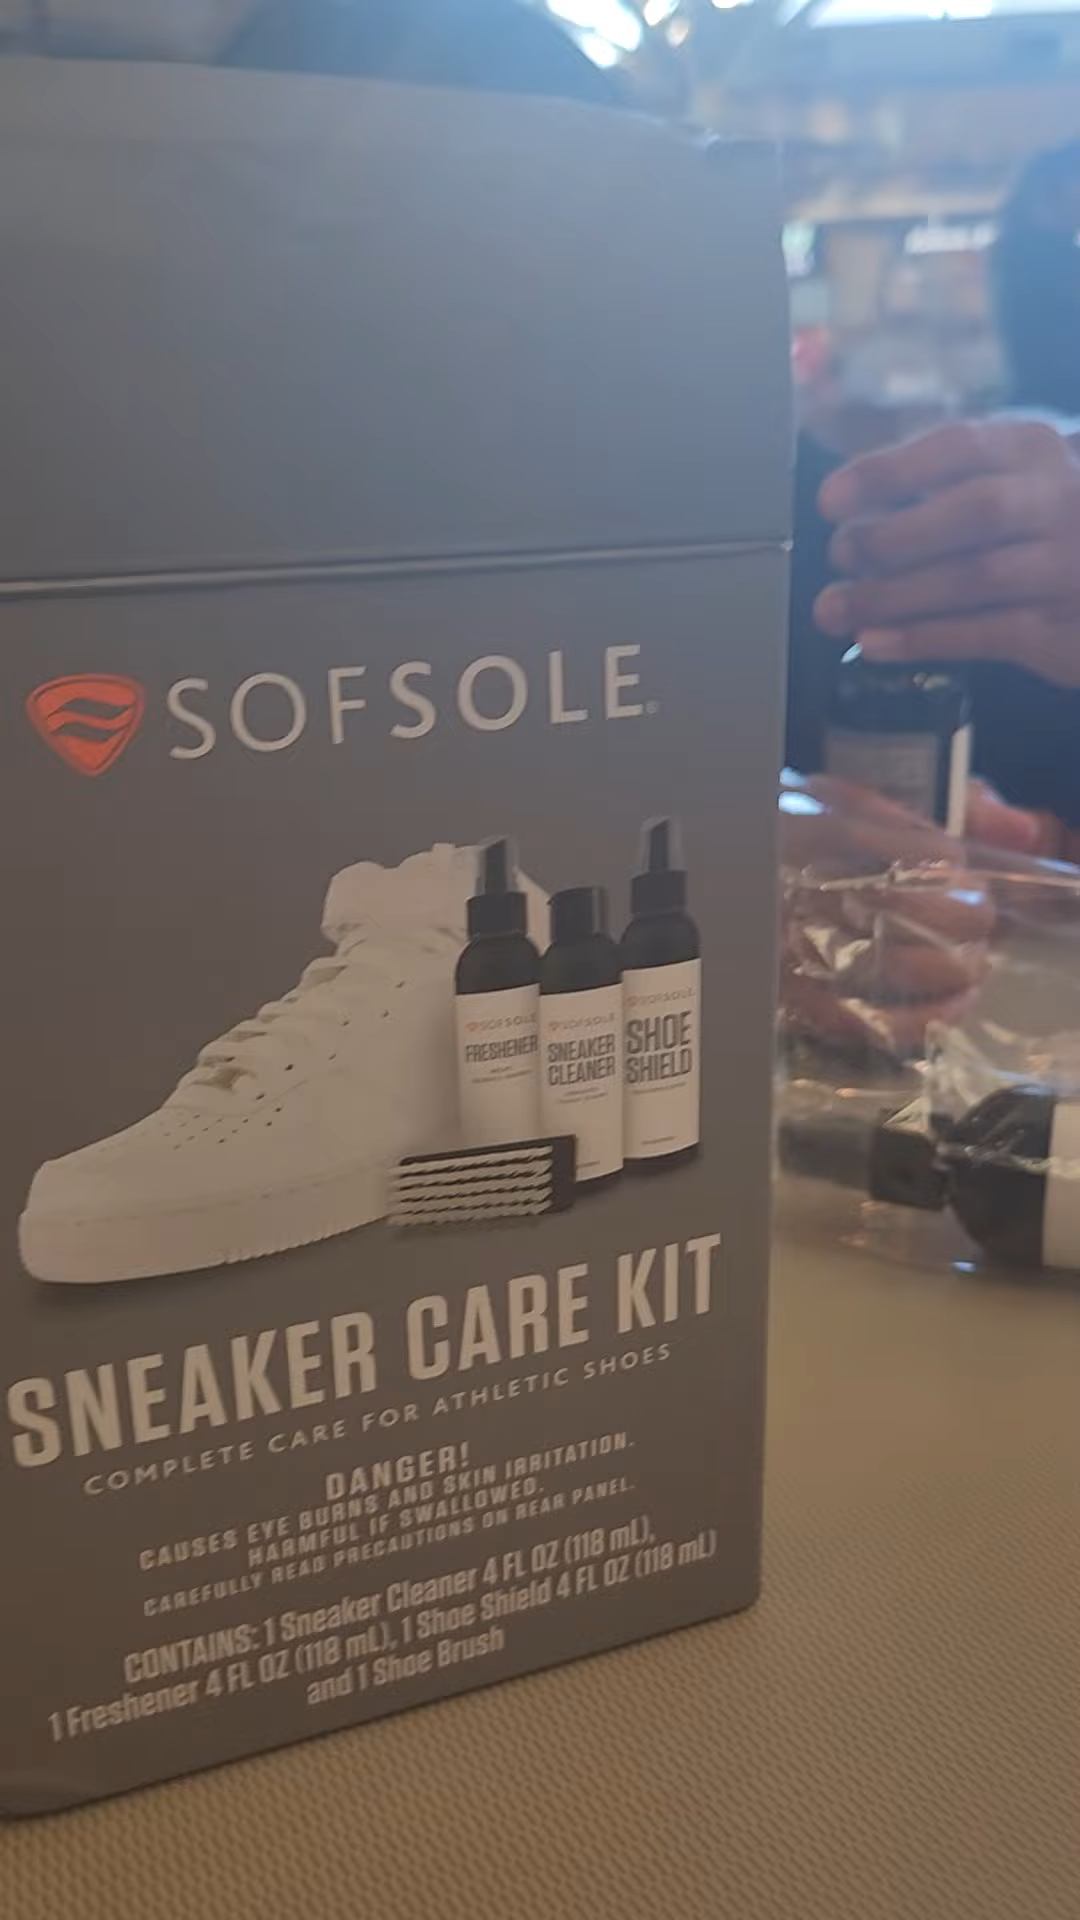 SOFSOLE
SOFSOLE
FRESHENER
SOFSOLE
SNEAKER
CLEANER
SOFSOLE
SHOE
SHIELD
SNEAKER CARE KIT
COMPLETE CARE FOR ATHLETIC SHOES
DANGER!
CAUSES EYE BURNS AND SKIN IRRITATION.
HARMFUL IF SWALLOWED.
CAREFULLY READ PRECAUTIONS ON REAR PANEL.
CONTAINS: 1 Sneaker Cleaner 4 FL OZ (118 mL),
1 Freshener 4 FL OZ (118 mL), 1 Shoe Shield 4 FL OZ (118 mL)
and 1 Shoe Brush